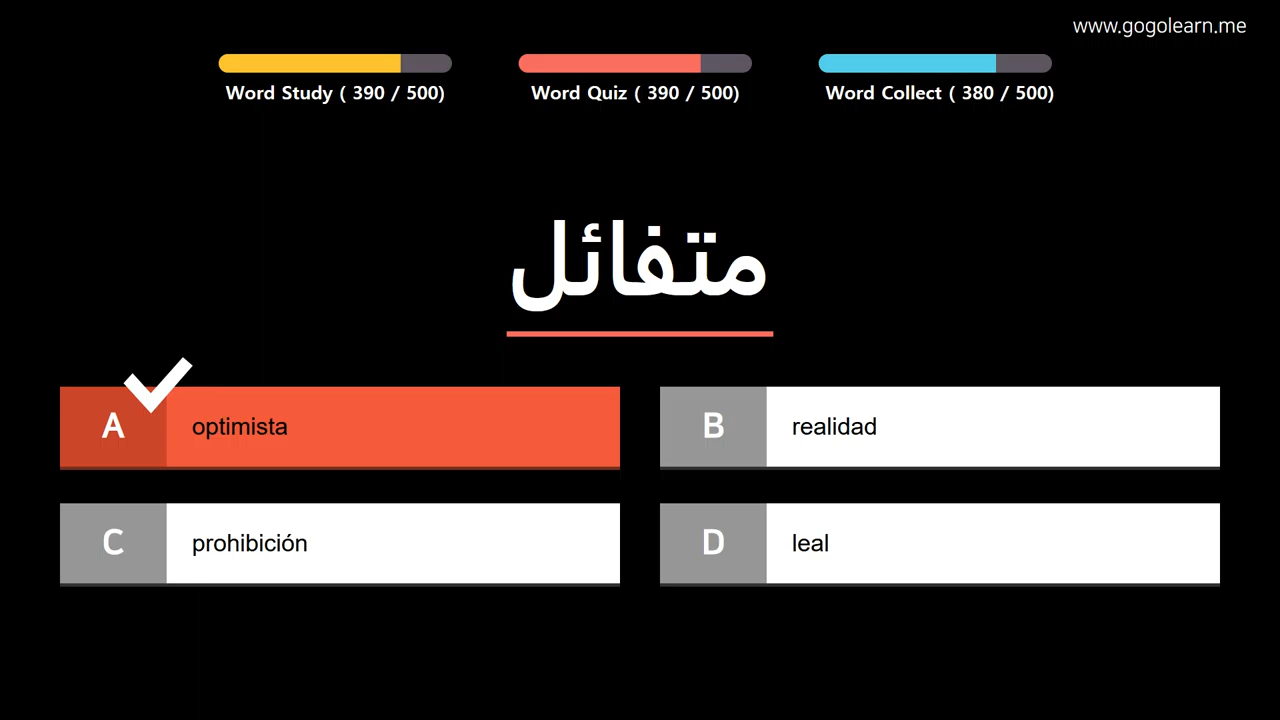 www.gogolearn.me
Word Study ( 390 / 500)
Word Quiz ( 390 / 500)
Word Collect ( 380 / 500)
متفائل
A optimista
B realidad
C prohibición
D leal